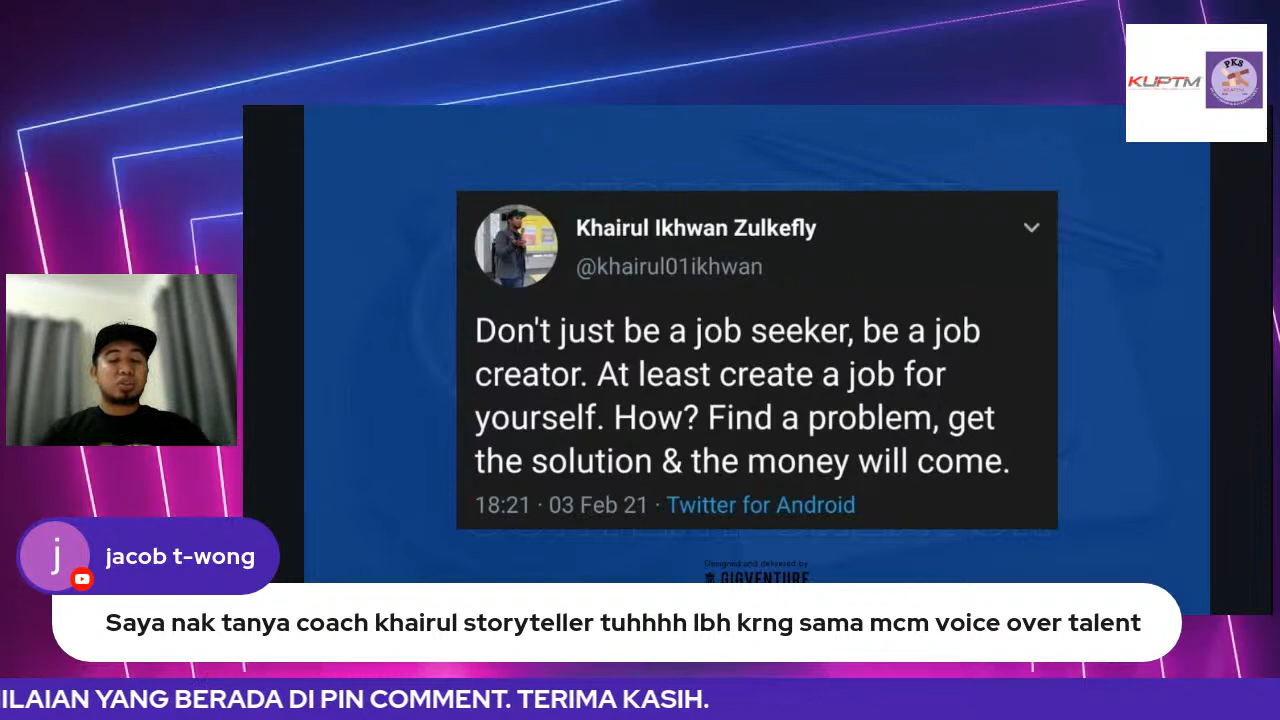 KUPTM
PKS
Khairul Ikhwan Zulkefly
@khairul01ikhwan
Don't just be a job seeker, be a job
creator. At least create a job for
yourself. How? Find a problem, get
the solution & the money will come.
18:21 · 03 Feb 21 · Twitter for Android
Designed and delivered by
GIGVENTURE
j
jacob t-wong
Saya nak tanya coach khairul storyteller tuhhhh lbh krng sama mcm voice over talent
ILAIAN YANG BERADA DI PIN COMMENT. TERIMA KASIH.